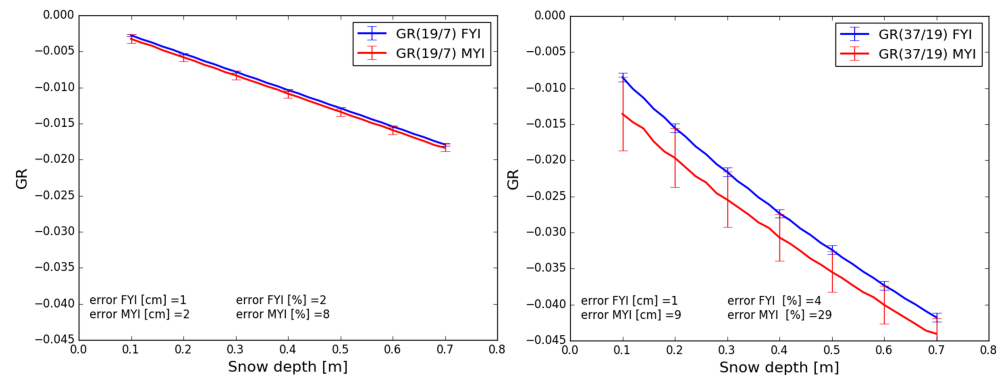 0.000
−0.005
−0.010
−0.015
−0.020
−0.025
−0.030
−0.035
−0.040
−0.045
GR
GR(19/7) FYI
GR(19/7) MYI
error FYI [cm] =1 error FYI [%] =2
error MYI [cm] =2 error MYI [%] =8
0.0 0.1 0.2 0.3 0.4 0.5 0.6 0.7 0.8
Snow depth [m]
0.000
−0.005
−0.010
−0.015
−0.020
−0.025
−0.030
−0.035
−0.040
−0.045
GR
GR(37/19) FYI
GR(37/19) MYI
error FYI [cm] =1 error FYI [%] =4
error MYI [cm] =9 error MYI [%] =29
0.0 0.1 0.2 0.3 0.4 0.5 0.6 0.7 0.8
Snow depth [m]